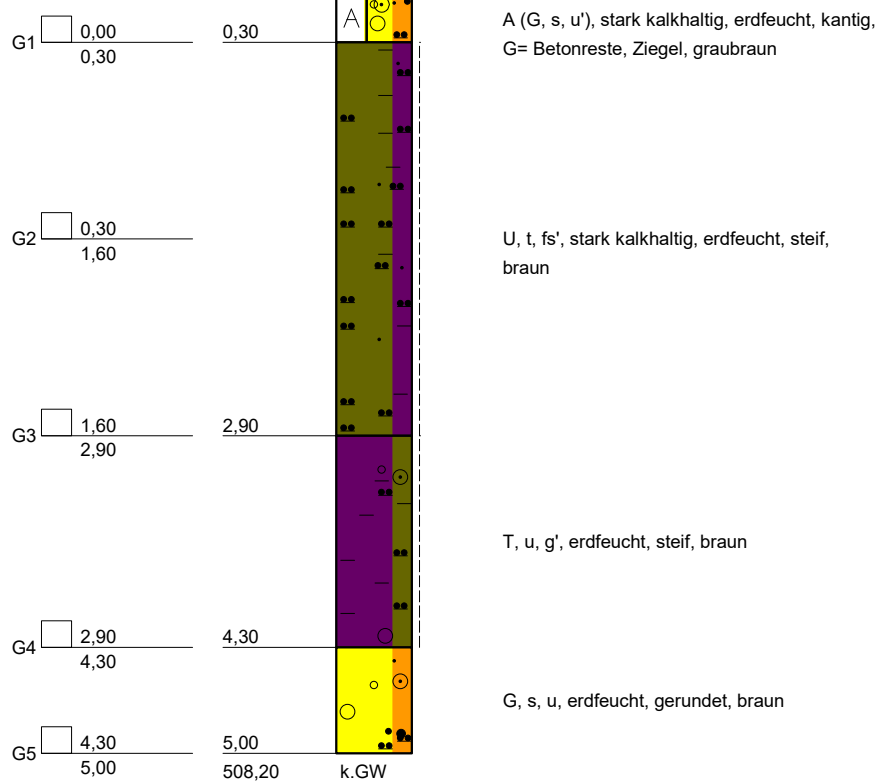 A
A (G, s, u'), stark kalkhaltig, erdfeucht, kantig,
G1 0,00 0,30
0,30
G= Betonreste, Ziegel, graubraun
G2 0,30
1,60
U, t, fs', stark kalkhaltig, erdfeucht, steif,
braun
G3 1,60 2,90
2,90
T, u, g', erdfeucht, steif, braun
G4 2,90 4,30
4,30
G, s, u, erdfeucht, gerundet, braun
G5 4,30 5,00
5,00 508,20 k.GW